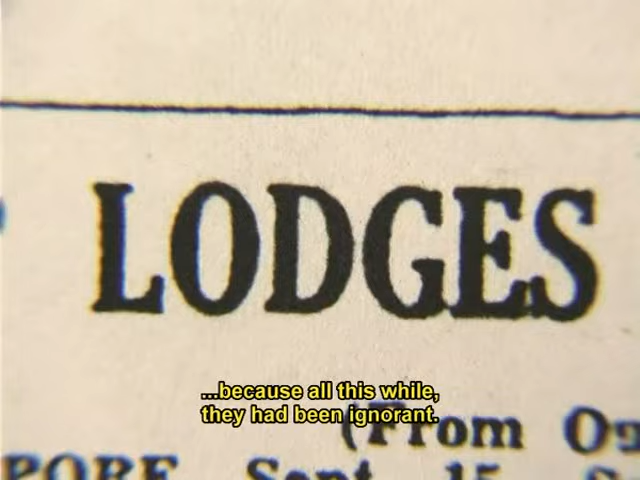 LODGES
...because all this while,
they had been ignorant.
(From
Sept. 15.